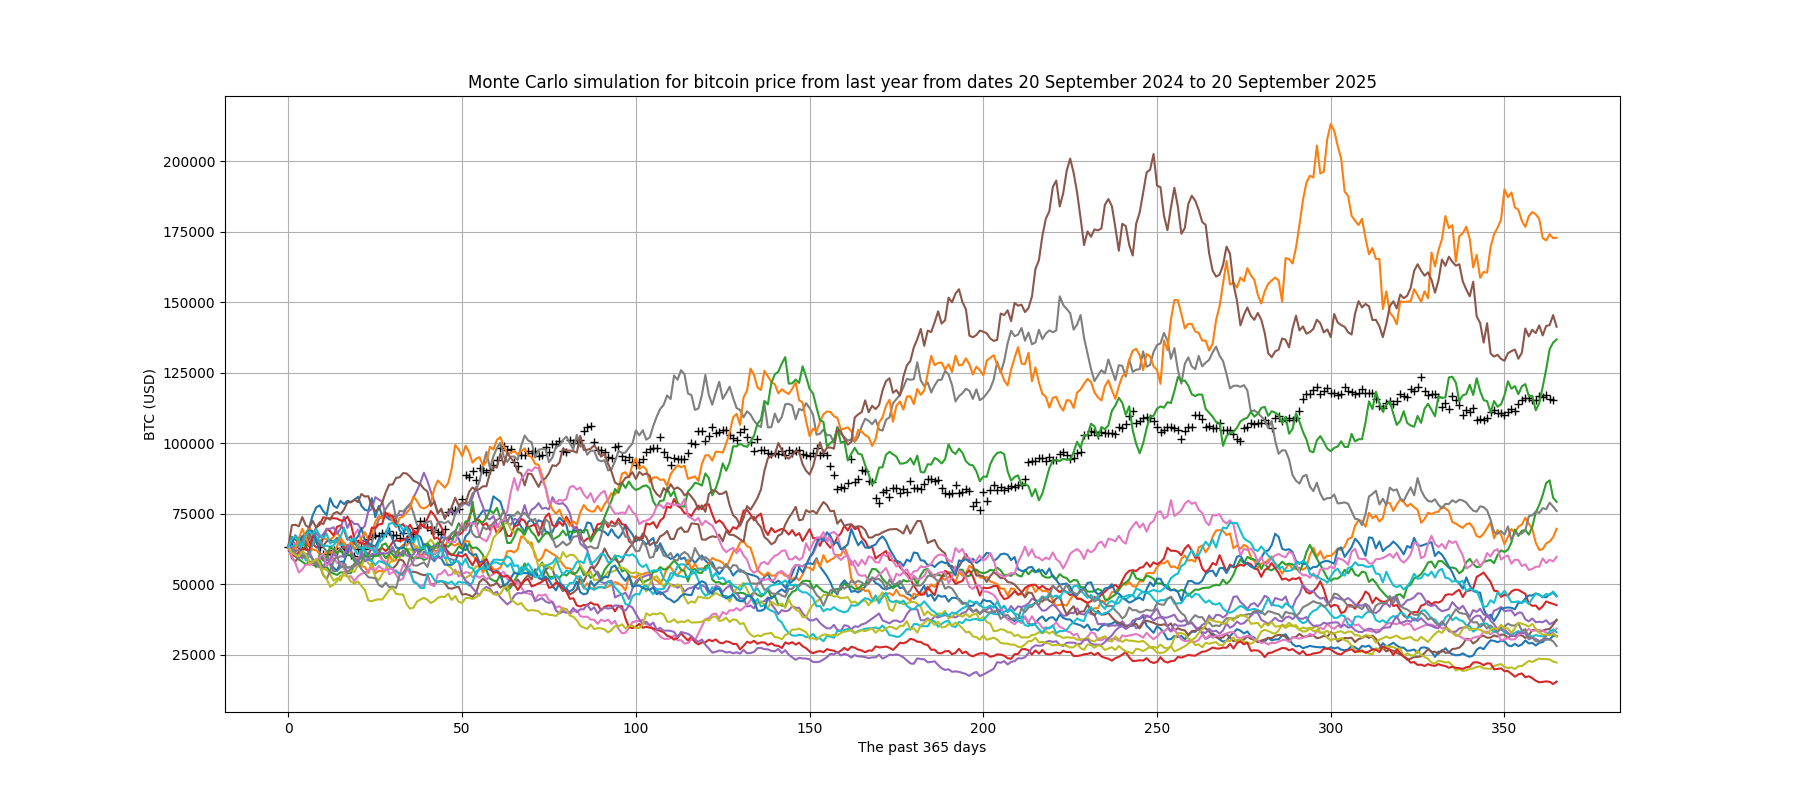 Monte Carlo simulation for bitcoin price from last year from dates 20 September 2024 to 20 September 2025
200000
175000
150000
125000
100000
75000
50000
25000
BTC (USD)
0 50 100 150 200 250 300 350
The past 365 days